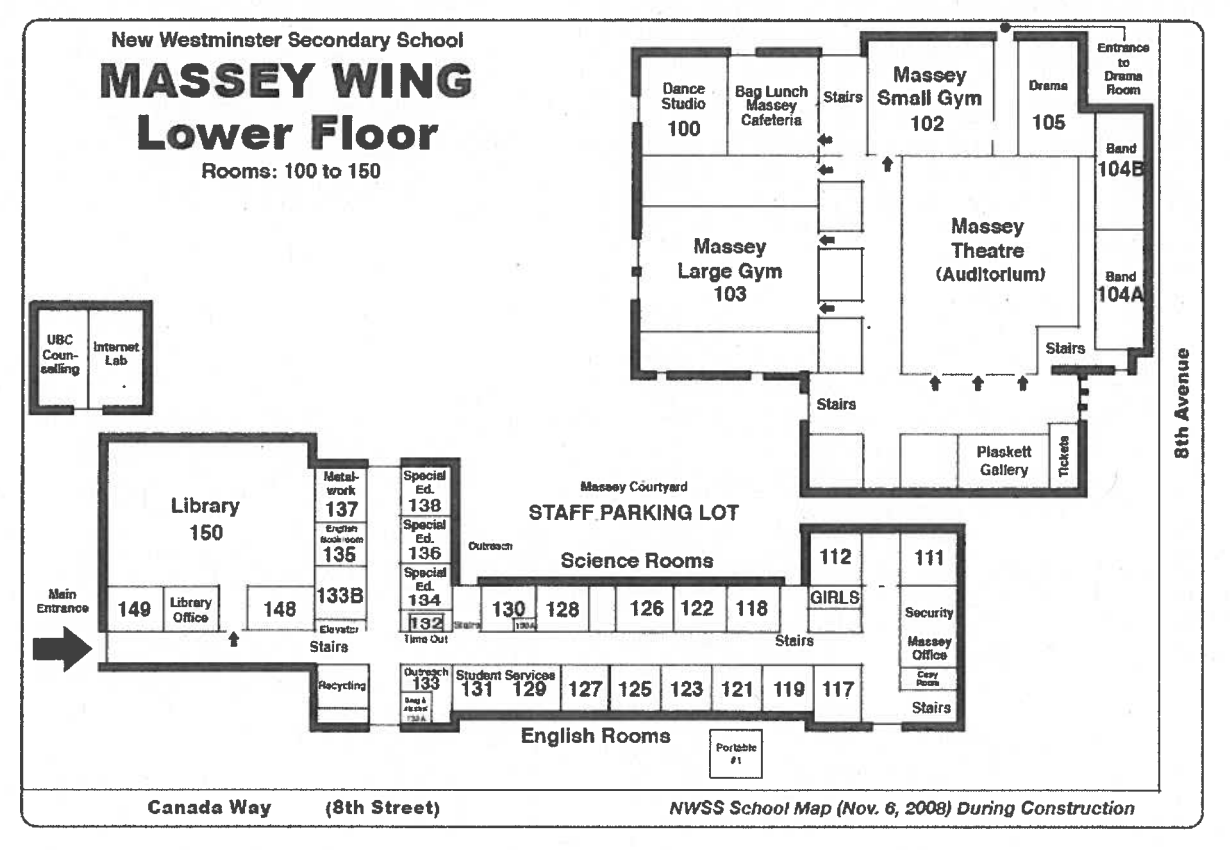 New Westminster Secondary School
MASSEY WING
Lower Floor
Rooms: 100 to 150
Dance
Studio
100
Bag Lunch
Massey
Cafeteria
Stairs
Massey
Small Gym
102
Drama
105
Entrance
to
Drama
Room
Band
104B
Massey
Large Gym
103
Massey
Theatre
(Auditorium)
Band
104A
Stairs
8th Avenue
UBC
Coun-
selling
Internet
Lab
Stairs
Plaskett
Gallery
Tickets
Library
150
Metal-
work
137
English
Bookroom
135
133B
Elevator
Special
Ed.
138
Special
Ed.
136
Special
Ed.
134
132
Time Out
Outreach
Massey Courtyard
STAFF PARKING LOT
Science Rooms
Main
Entrance
149
Library
Office
148
Stairs
Stairs
130
130A
128
126
122
118
Stairs
112
GIRLS
111
Security
Massey
Office
Copy
Room
Stairs
Recycling
Outreach
133
Drug &
Alcohol
133A
Student Services
131 129
127
125
123
121
119
117
English Rooms
Portable
#1
Canada Way (8th Street)
NWSS School Map (Nov. 6, 2008) During Construction